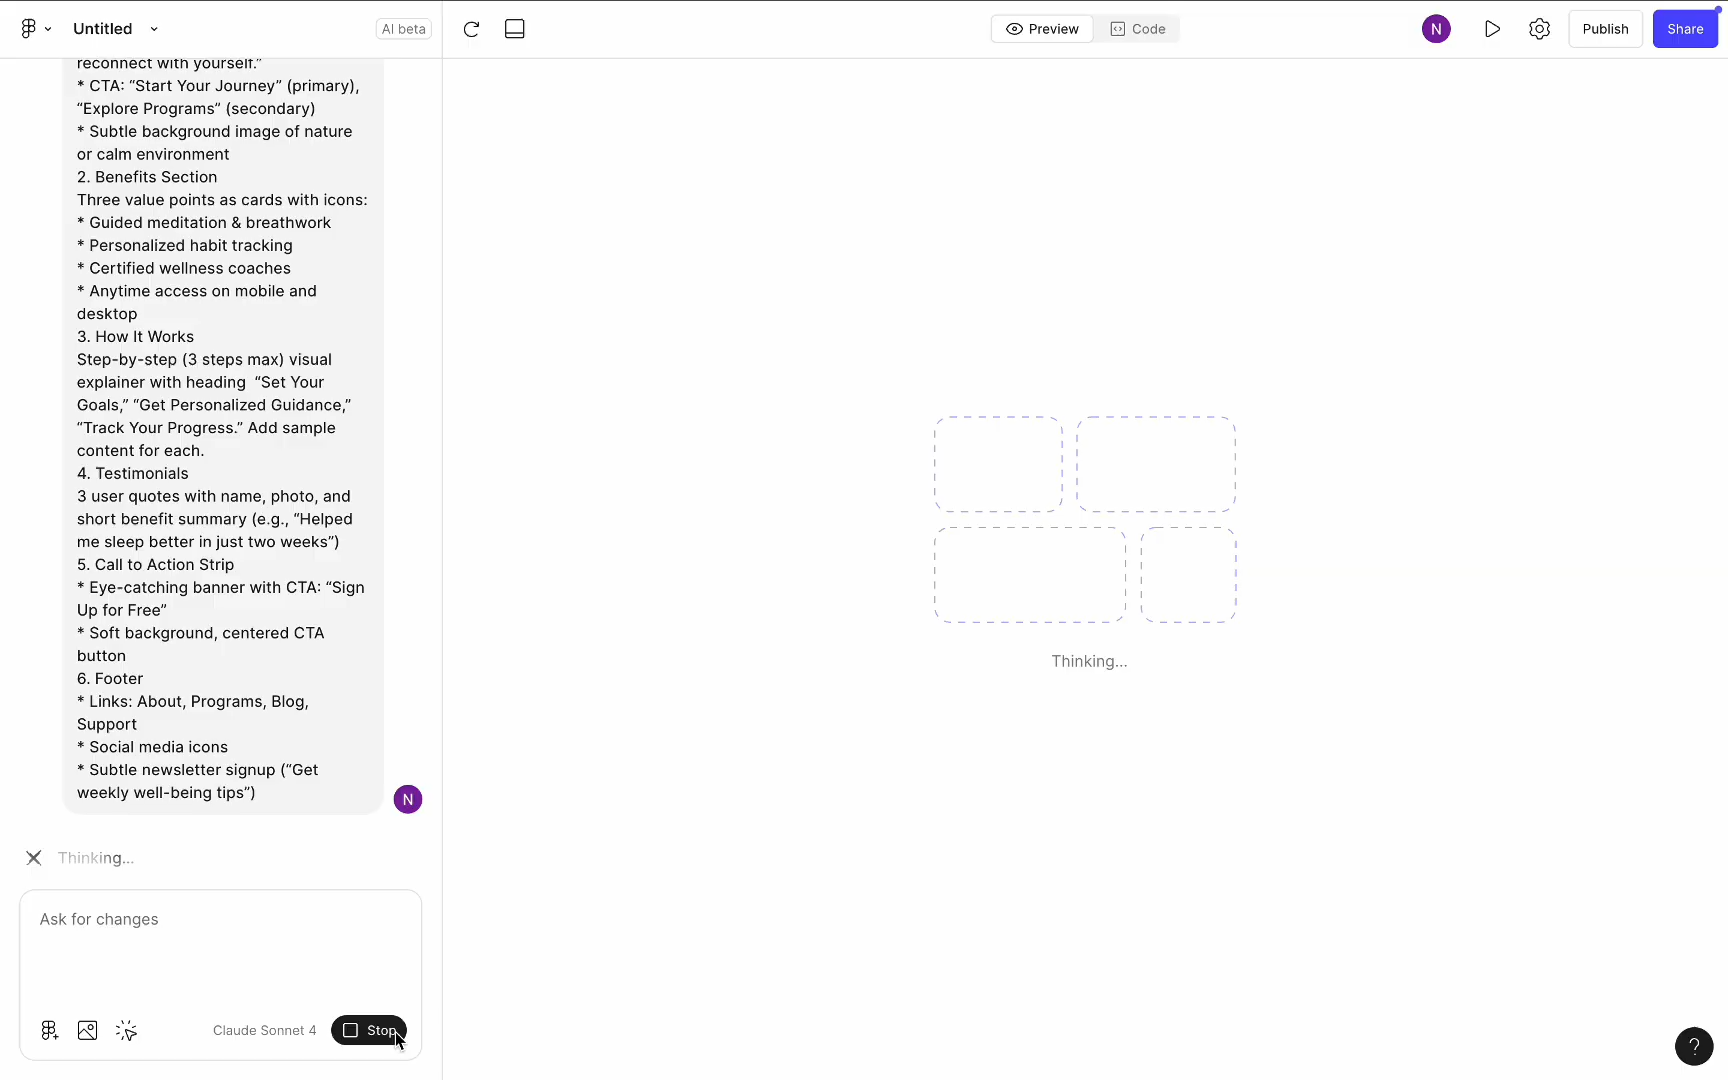 Untitled
AI beta
Preview
Code
N
Publish
Share
reconnect with yourself.”
* CTA: “Start Your Journey” (primary),
“Explore Programs” (secondary)
* Subtle background image of nature
or calm environment
2. Benefits Section
Three value points as cards with icons:
* Guided meditation & breathwork
* Personalized habit tracking
* Certified wellness coaches
* Anytime access on mobile and
desktop
3. How It Works
Step-by-step (3 steps max) visual
explainer with heading  “Set Your
Goals,” “Get Personalized Guidance,”
“Track Your Progress.” Add sample
content for each.
4. Testimonials
3 user quotes with name, photo, and
short benefit summary (e.g., “Helped
me sleep better in just two weeks”)
5. Call to Action Strip
* Eye-catching banner with CTA: “Sign
Up for Free”
* Soft background, centered CTA
button
6. Footer
* Links: About, Programs, Blog,
Support
* Social media icons
* Subtle newsletter signup (“Get
weekly well-being tips”)
N
Thinking...
Ask for changes
Claude Sonnet 4
Stop
Thinking...
?